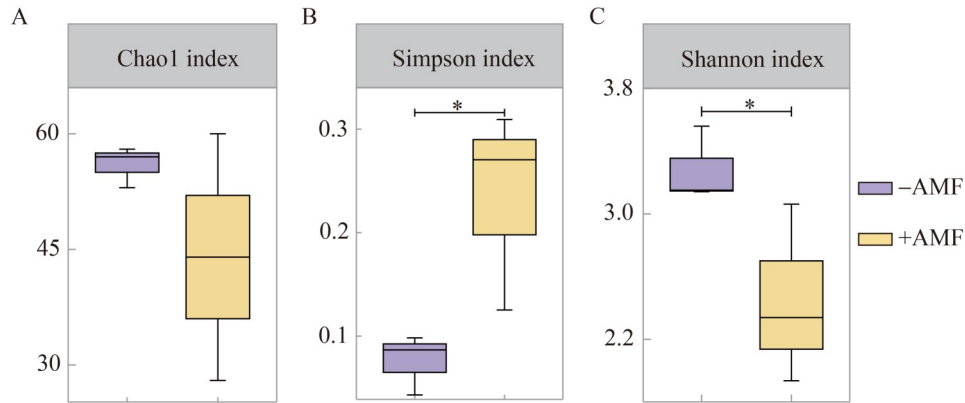 A
Chao1 index
60
45
30
B
Simpson index
*
0.3
0.2
0.1
C
Shannon index
*
3.8
3.0
2.2
–AMF
+AMF